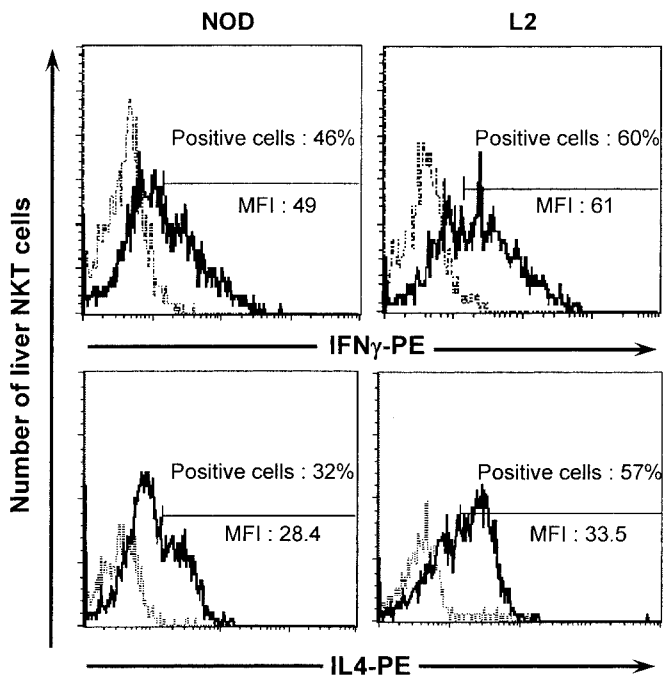 NOD
L2
Number of liver NKT cells
Positive cells : 46%
MFI : 49
Positive cells : 60%
MFI : 61
IFNγ-PE
Positive cells : 32%
MFI : 28.4
Positive cells : 57%
MFI : 33.5
IL4-PE